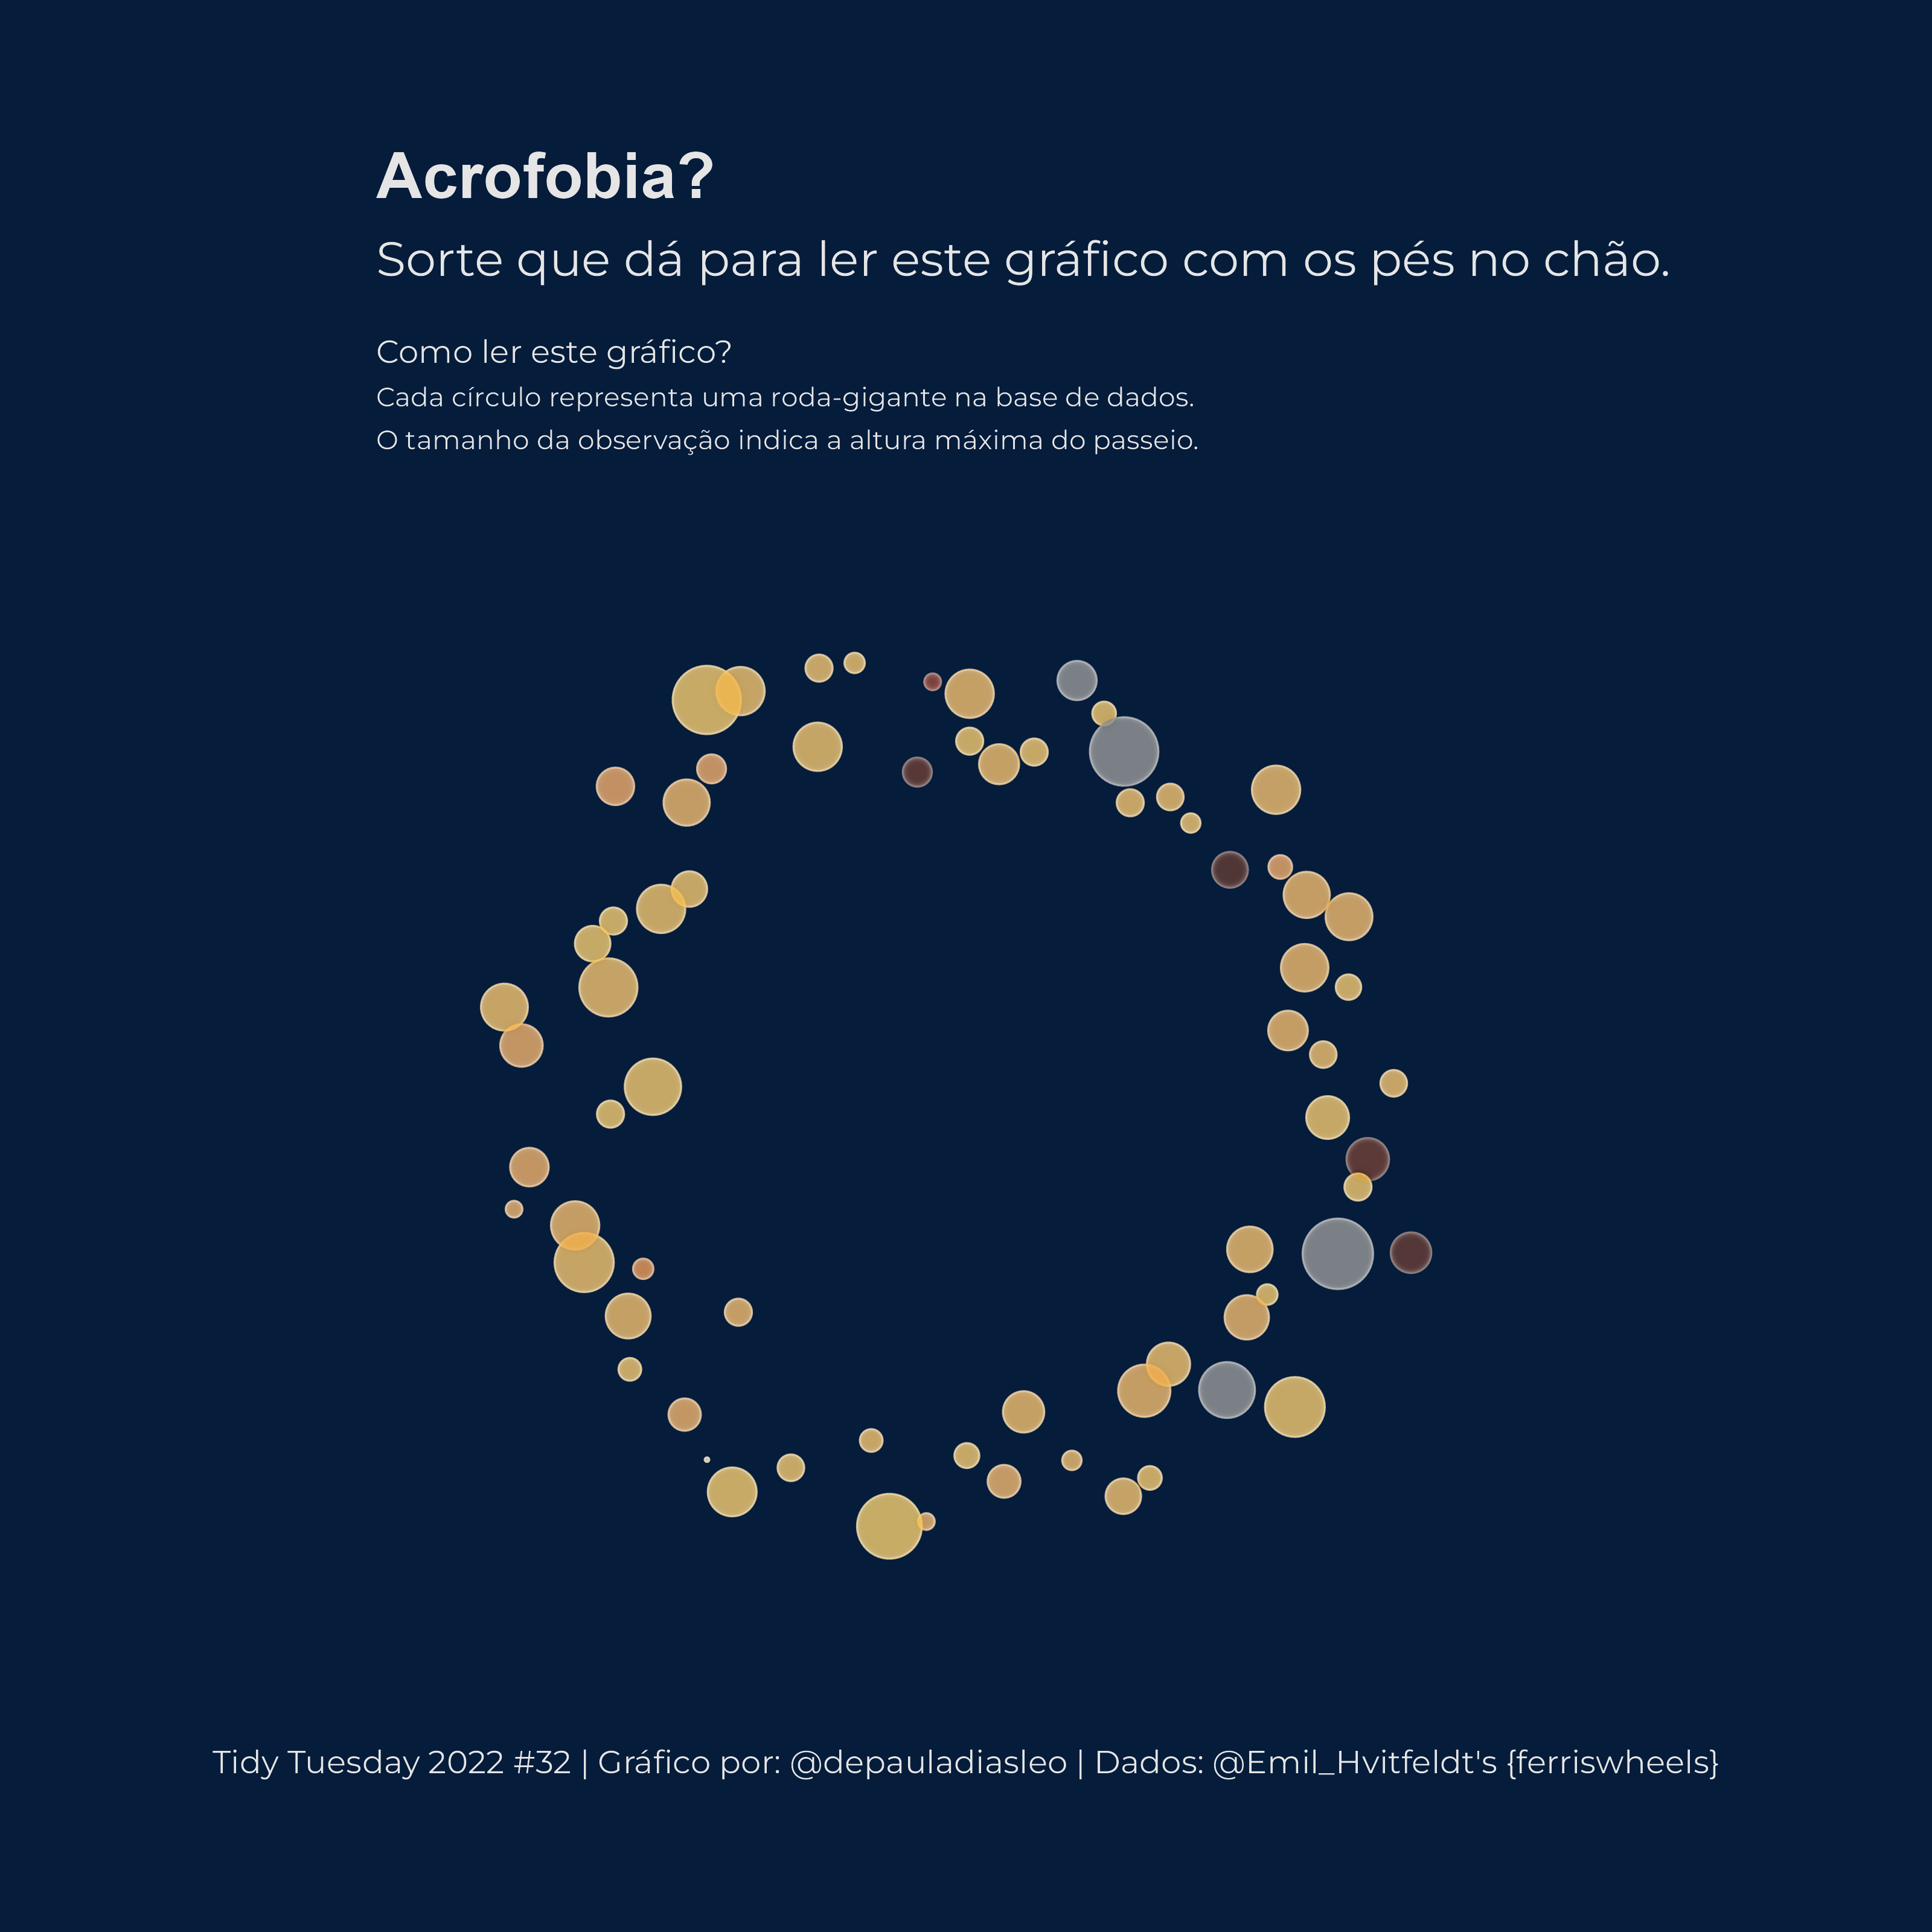 Acrofobia?
Sorte que dá para ler este gráfico com os pés no chão.
Como ler este gráfico?
Cada círculo representa uma roda-gigante na base de dados.
O tamanho da observação indica a altura máxima do passeio.
Tidy Tuesday 2022 #32 | Gráfico por: @depauladiasleo | Dados: @Emil_Hvitfeldt's {ferriswheels}